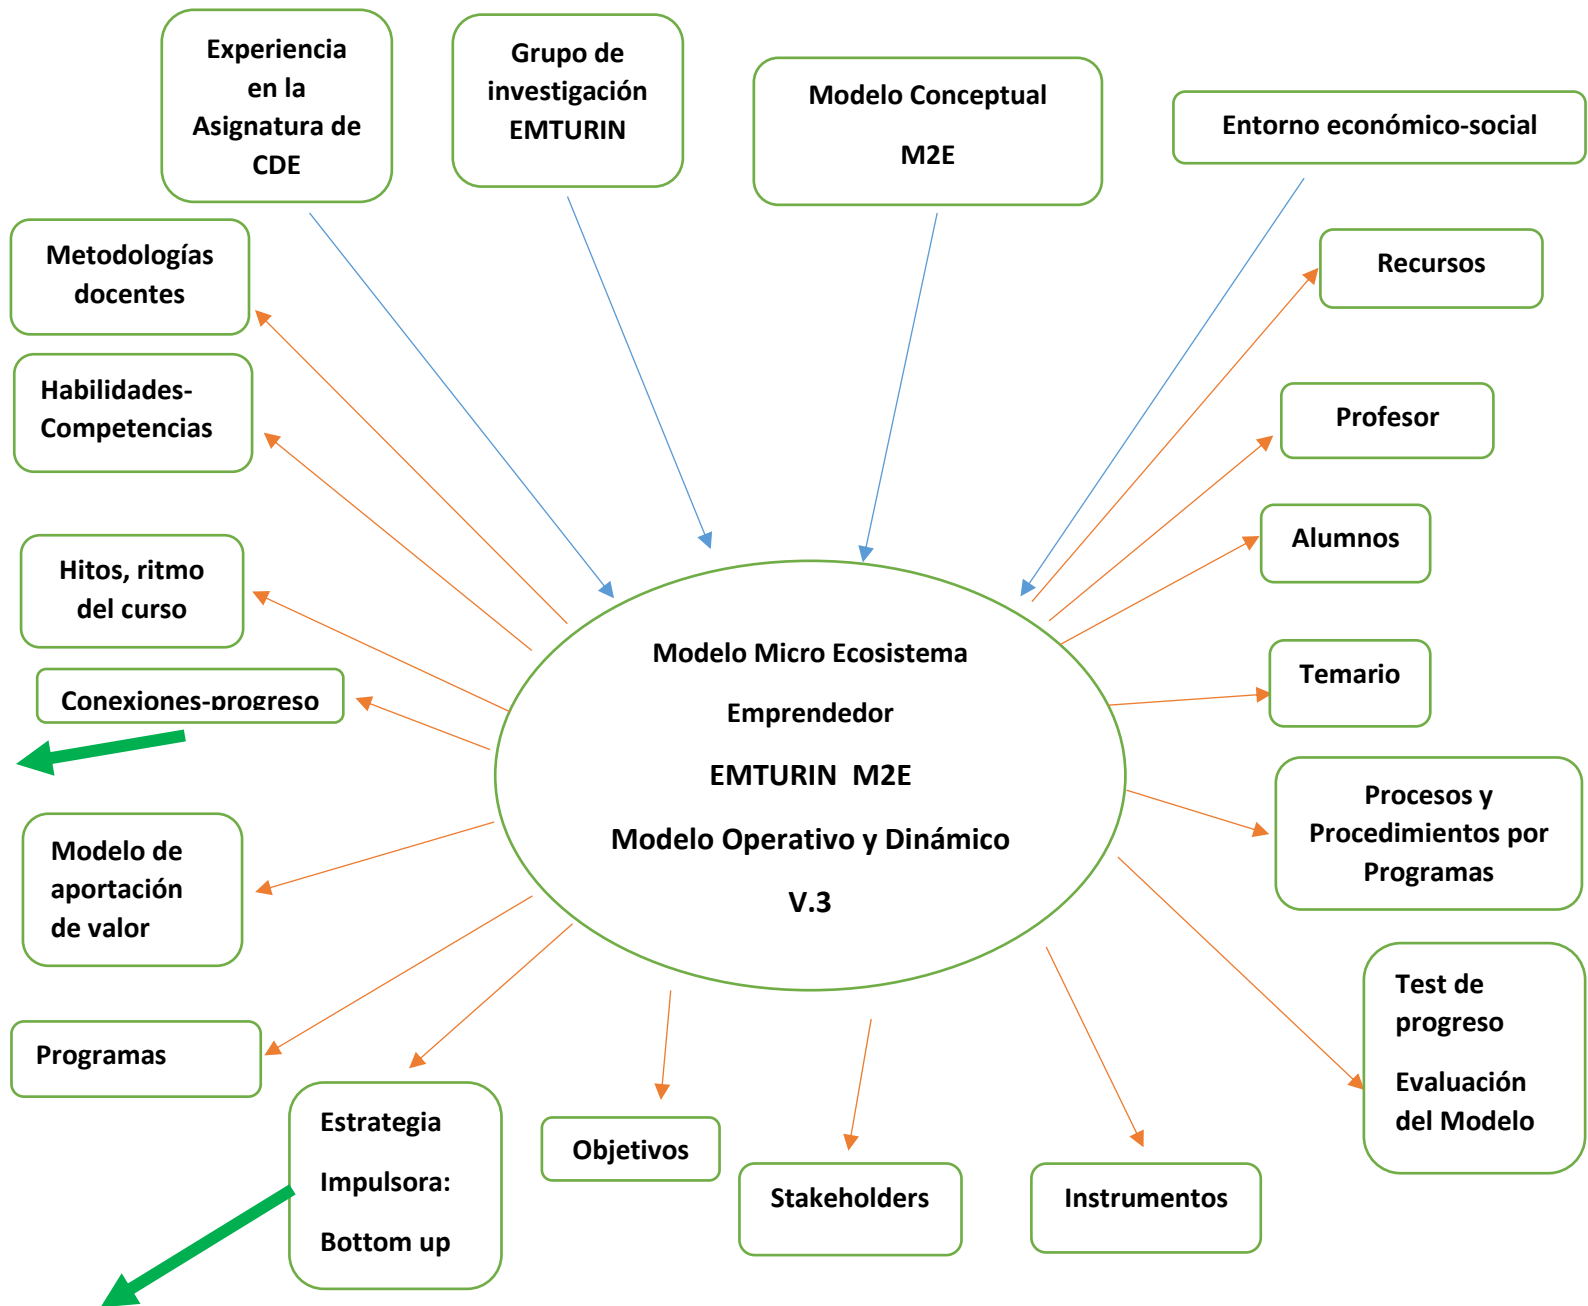 Experiencia
en la
Asignatura de
CDE
Grupo de
investigación
EMTURIN
Modelo Conceptual
M2E
Entorno económico-social
Metodologías
docentes
Recursos
Habilidades-
Competencias
Profesor
Alumnos
Hitos, ritmo
del curso
Temario
Conexiones-progreso
Modelo Micro Ecosistema
Emprendedor
EMTURIN M2E
Modelo Operativo y Dinámico
V.3
Procesos y
Procedimientos por
Programas
Modelo de
aportación
de valor
Test de
progreso
Evaluación
del Modelo
Programas
Estrategia
Impulsora:
Bottom up
Objetivos
Stakeholders
Instrumentos